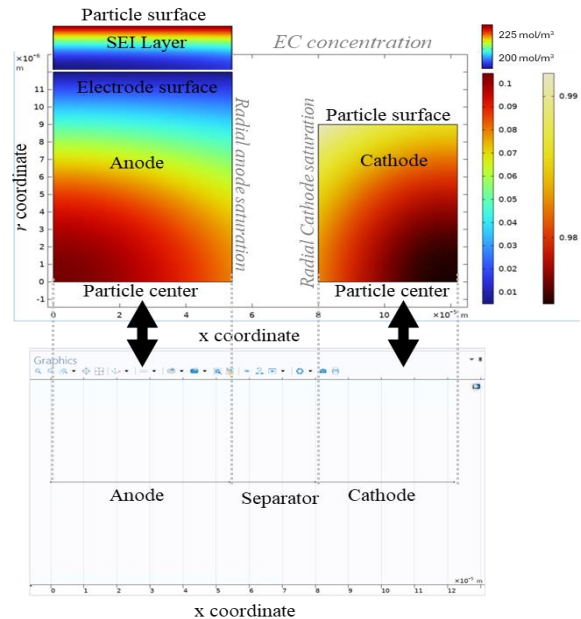 Particle surface
SEI Layer
EC concentration
225 mol/m³
200 mol/m³
×10⁻⁶
m
Electrode surface
Particle surface
Anode
Cathode
Radial anode saturation
Radial Cathode saturation
r coordinate
11
10
9
8
7
6
5
4
3
2
1
0
-1
0.1
0.09
0.08
0.07
0.06
0.05
0.04
0.03
0.02
0.01
0.99
0.98
Particle center
Particle center
0 2 4 6 8 10 ×10⁻⁵ m
x coordinate
Graphics
Anode
Separator
Cathode
×10⁻⁵ m
0 1 2 3 4 5 6 7 8 9 10 11 12
x coordinate